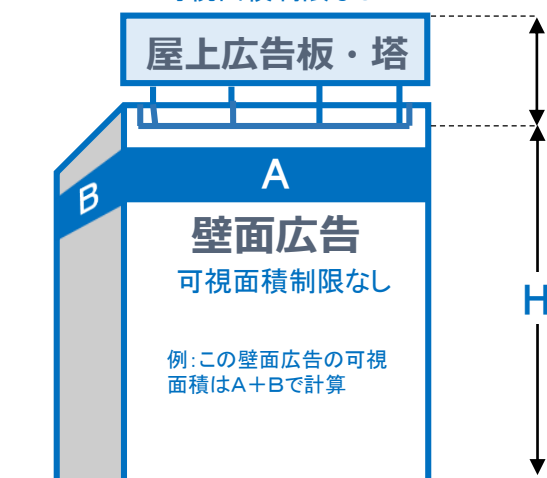 屋上広告板・塔
A
B
壁面広告
可視面積制限なし
H
例：この壁面広告の可視
面積はA＋Bで計算